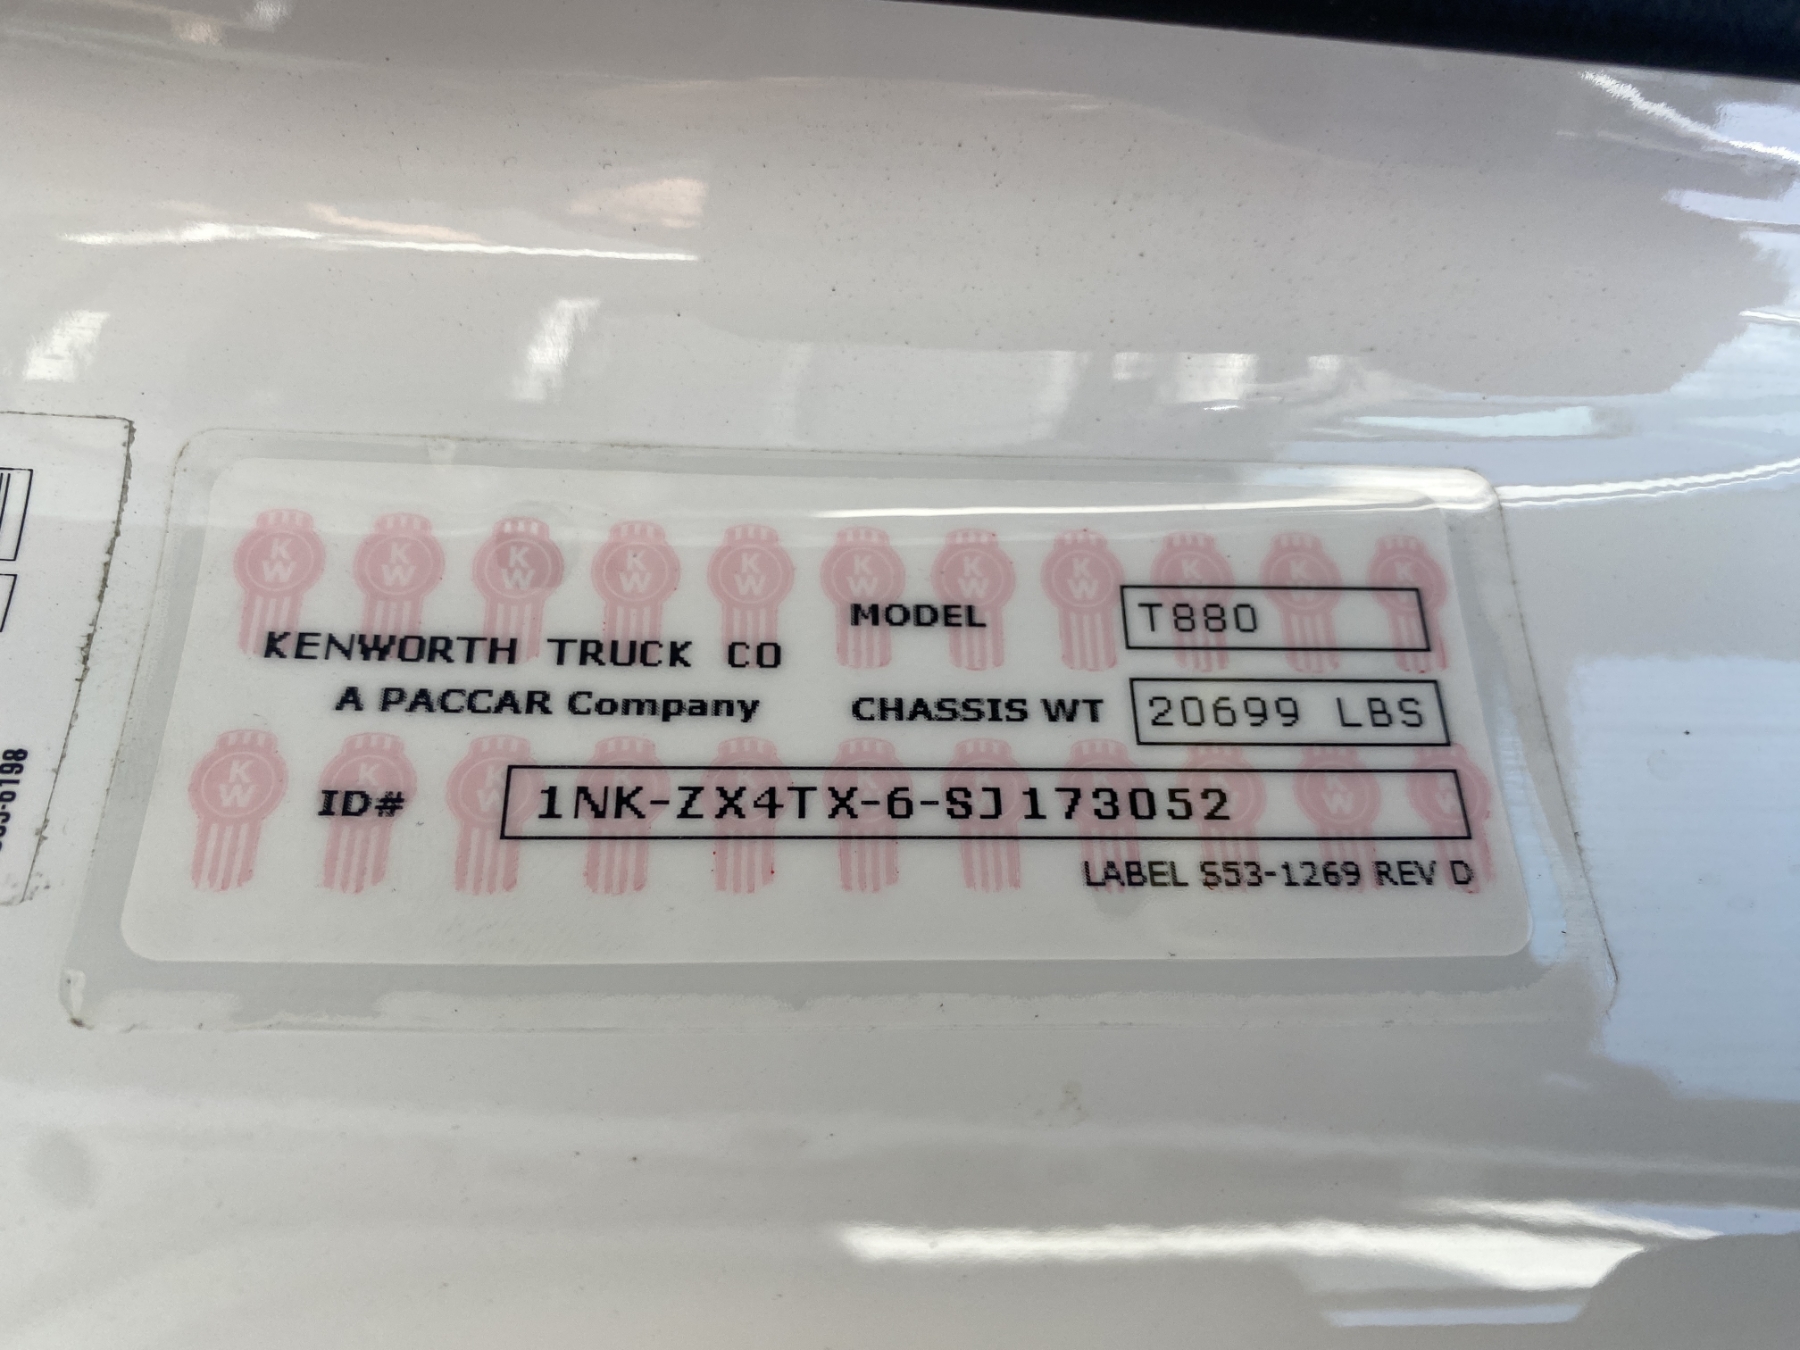 KENWORTH TRUCK CO
A PACCAR Company
MODEL T880
CHASSIS WT 20699 LBS
ID# 1NK-ZX4TX-6-SJ173052
LABEL S53-1269 REV D